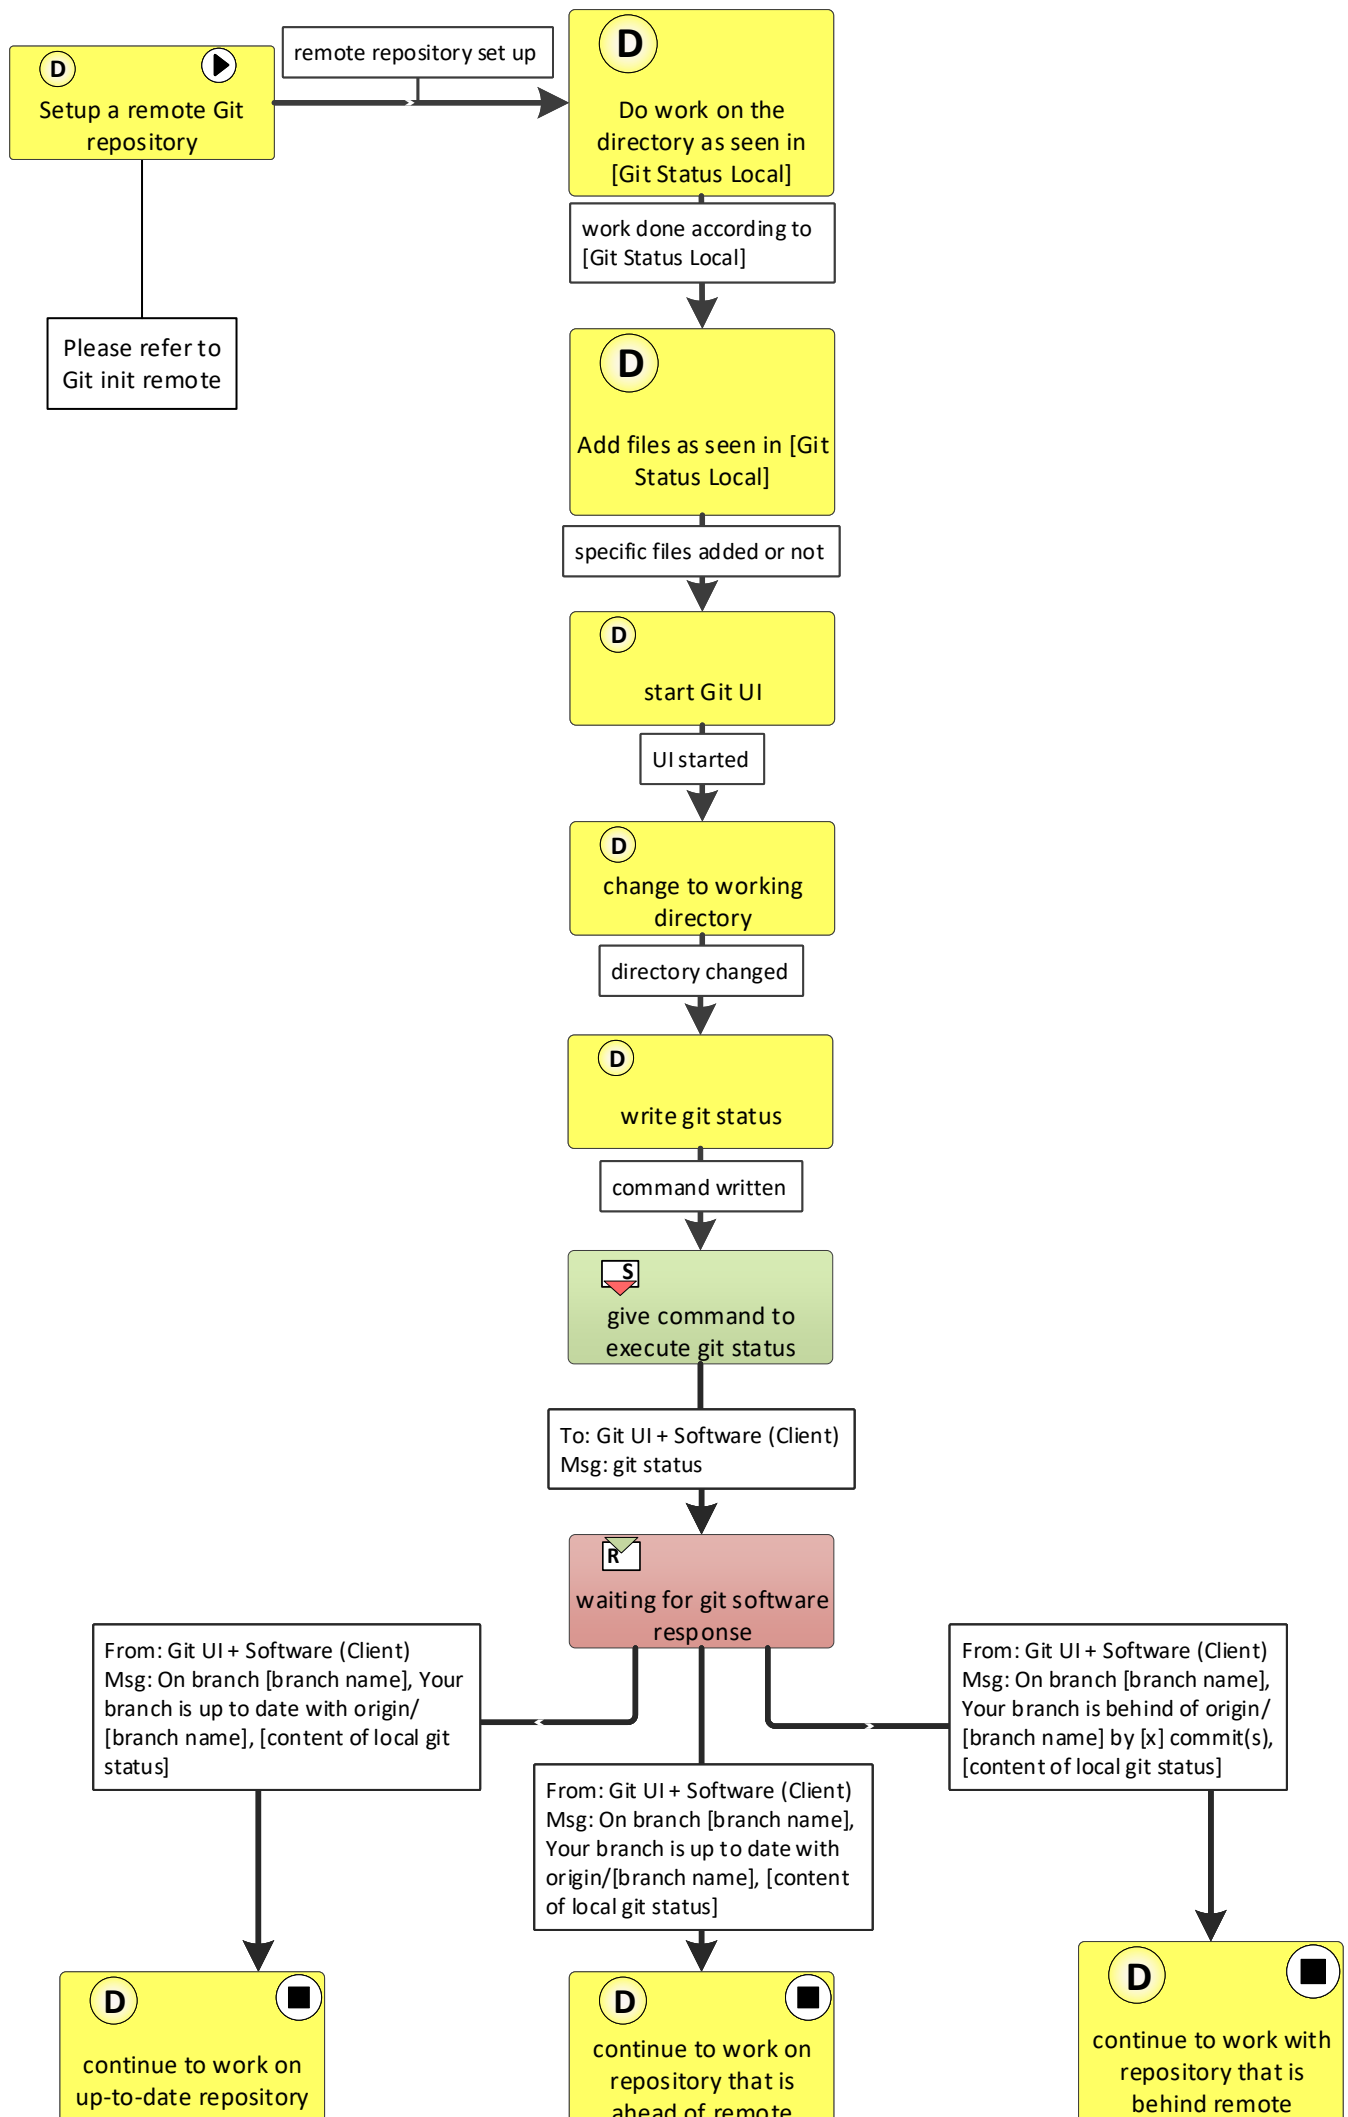 D
Setup a remote Git
repository
remote repository set up
D
Do work on the
directory as seen in
[Git Status Local]
work done according to
[Git Status Local]
Please refer to
Git init remote
D
Add files as seen in [Git
Status Local]
specific files added or not
D
start Git UI
UI started
D
change to working
directory
directory changed
D
write git status
command written
S
give command to
execute git status
To: Git UI + Software (Client)
Msg: git status
R
waiting for git software
response
From: Git UI + Software (Client)
Msg: On branch [branch name], Your
branch is up to date with origin/
[branch name], [content of local git
status]
From: Git UI + Software (Client)
Msg: On branch [branch name],
Your branch is up to date with
origin/[branch name], [content
of local git status]
From: Git UI + Software (Client)
Msg: On branch [branch name],
Your branch is behind of origin/
[branch name] by [x] commit(s),
[content of local git status]
D
continue to work on
up-to-date repository
D
continue to work on
repository that is
ahead of remote
D
continue to work with
repository that is
behind remote